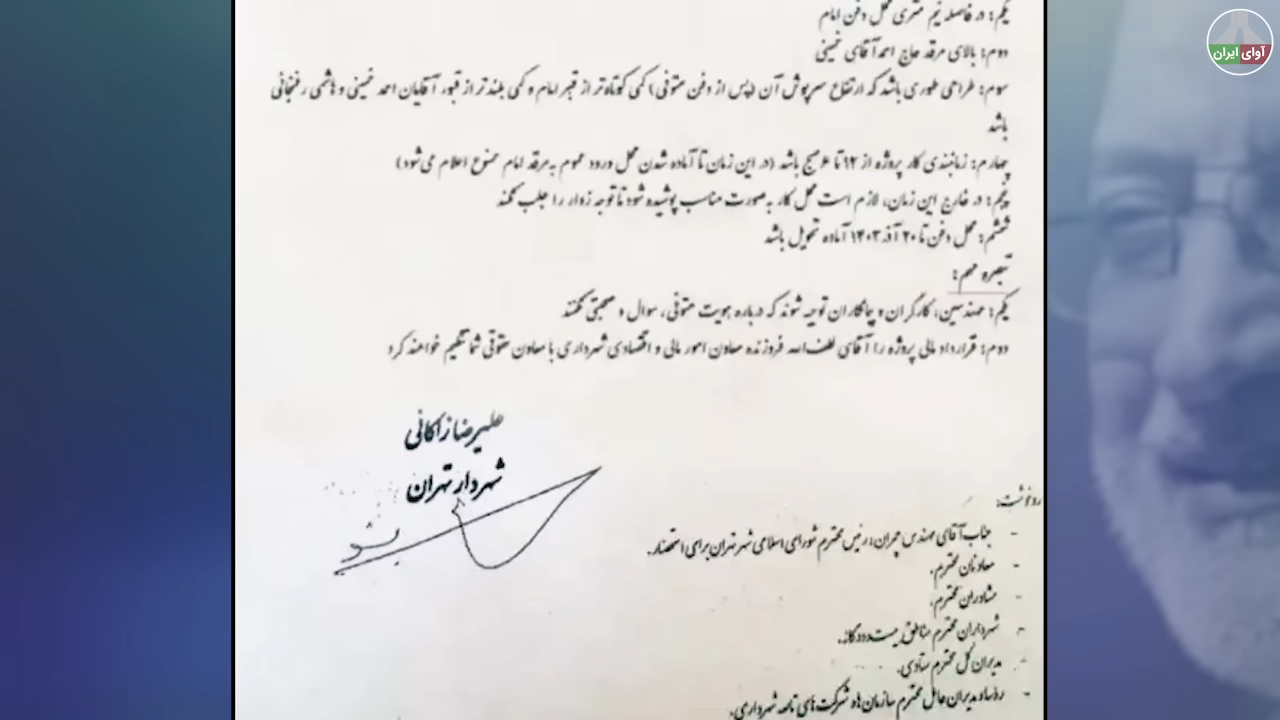 آوای ایران
یکم: در فاصله نیم متری محل دفن امام
دوم: بالای مرقد حاج احمد آقای خمینی
سوم: طراحی طوری باشد که ارتفاع سرپوش آن (پس از دفن متوفی) کمی کوتاه‌تر از قبر امام و کمی بلندتر از قبور آقایان احمد خمینی و هاشمی رفنجانی
باشد
چهارم: زمانبندی کار پروژه از ۱۲ تا ۶ صبح باشد (در این زمان تا آماده شدن محل ورود عموم به مرقد امام ممنوع اعلام می‌شود)
پنجم: در خارج این زمان، لازم است محل کار به صورت مناسب پوشیده شود تا توجه زوار را جلب نکند
ششم: محل دفن تا ۲۰ آذر ۱۴۰۳ آماده تحویل باشد
تبصره مهم:
یکم: مهندسین، کارگران و پیمانکاران توجیه شوند که درباره هویت متوفی، سوال و صحبتی نکنند
دوم: قرارداد مالی پروژه را آقای لطف‌الله فروزنده معاون امور مالی و اقتصادی شهرداری با معاون حقوقی شما تنظیم خواهند کرد
علیرضا زاکانی
شهردار تهران
رونوشت:
- جناب آقای مهندس چمران: رئیس محترم شورای اسلامی شهر تهران برای استحضار.
- معاونان محترم.
- مشاوران محترم.
- شهرداران محترم مناطق بیست‌ودوگانه.
- مدیران کل محترم ستادی.
- روسا و مدیران عامل محترم سازمان‌ها و شرکت‌های تابعه شهرداری.